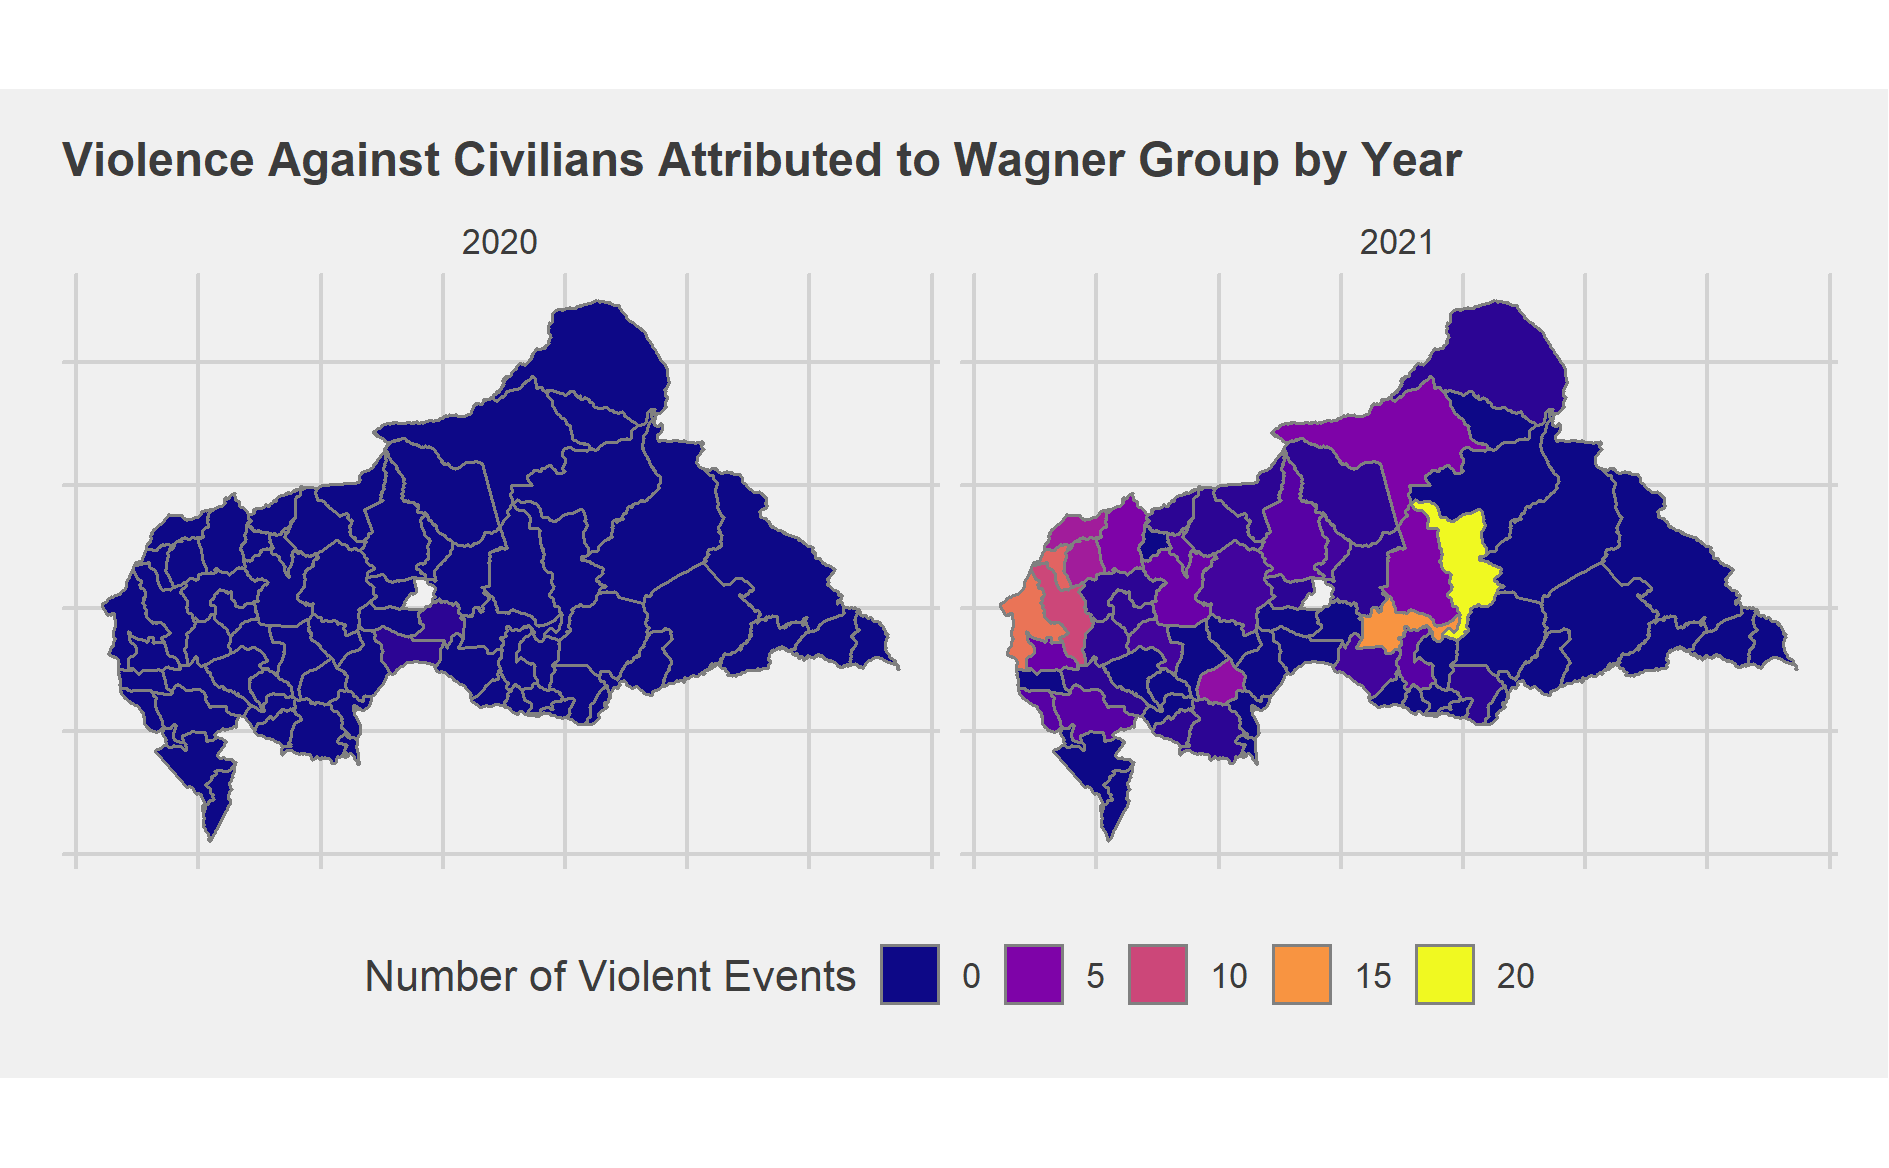 Violence Against Civilians Attributed to Wagner Group by Year
2020 2021
Number of Violent Events 0 5 10 15 20